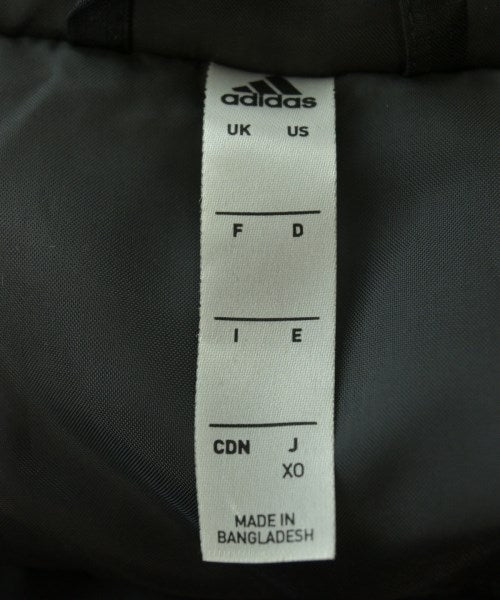 adidas
UK US
F D
I E
CDN J
XO
MADE IN
BANGLADESH